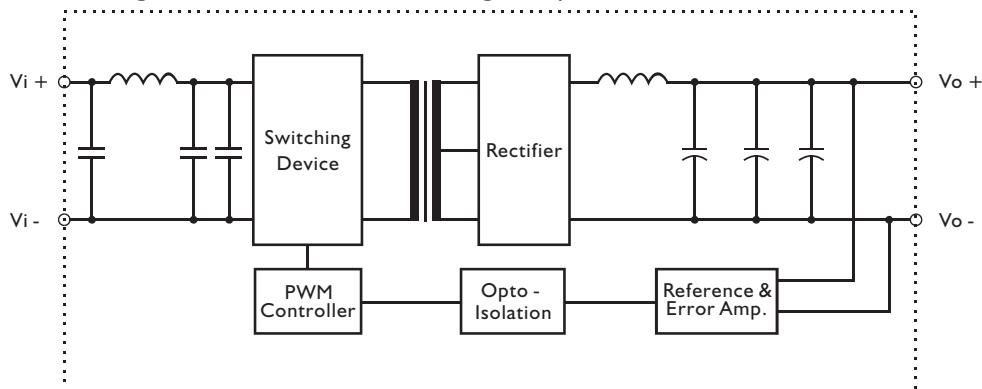 Vi +
Vo +
Switching
Device
Rectifier
Vi -
Vo -
PWM
Controller
Opto -
Isolation
Reference &
Error Amp.